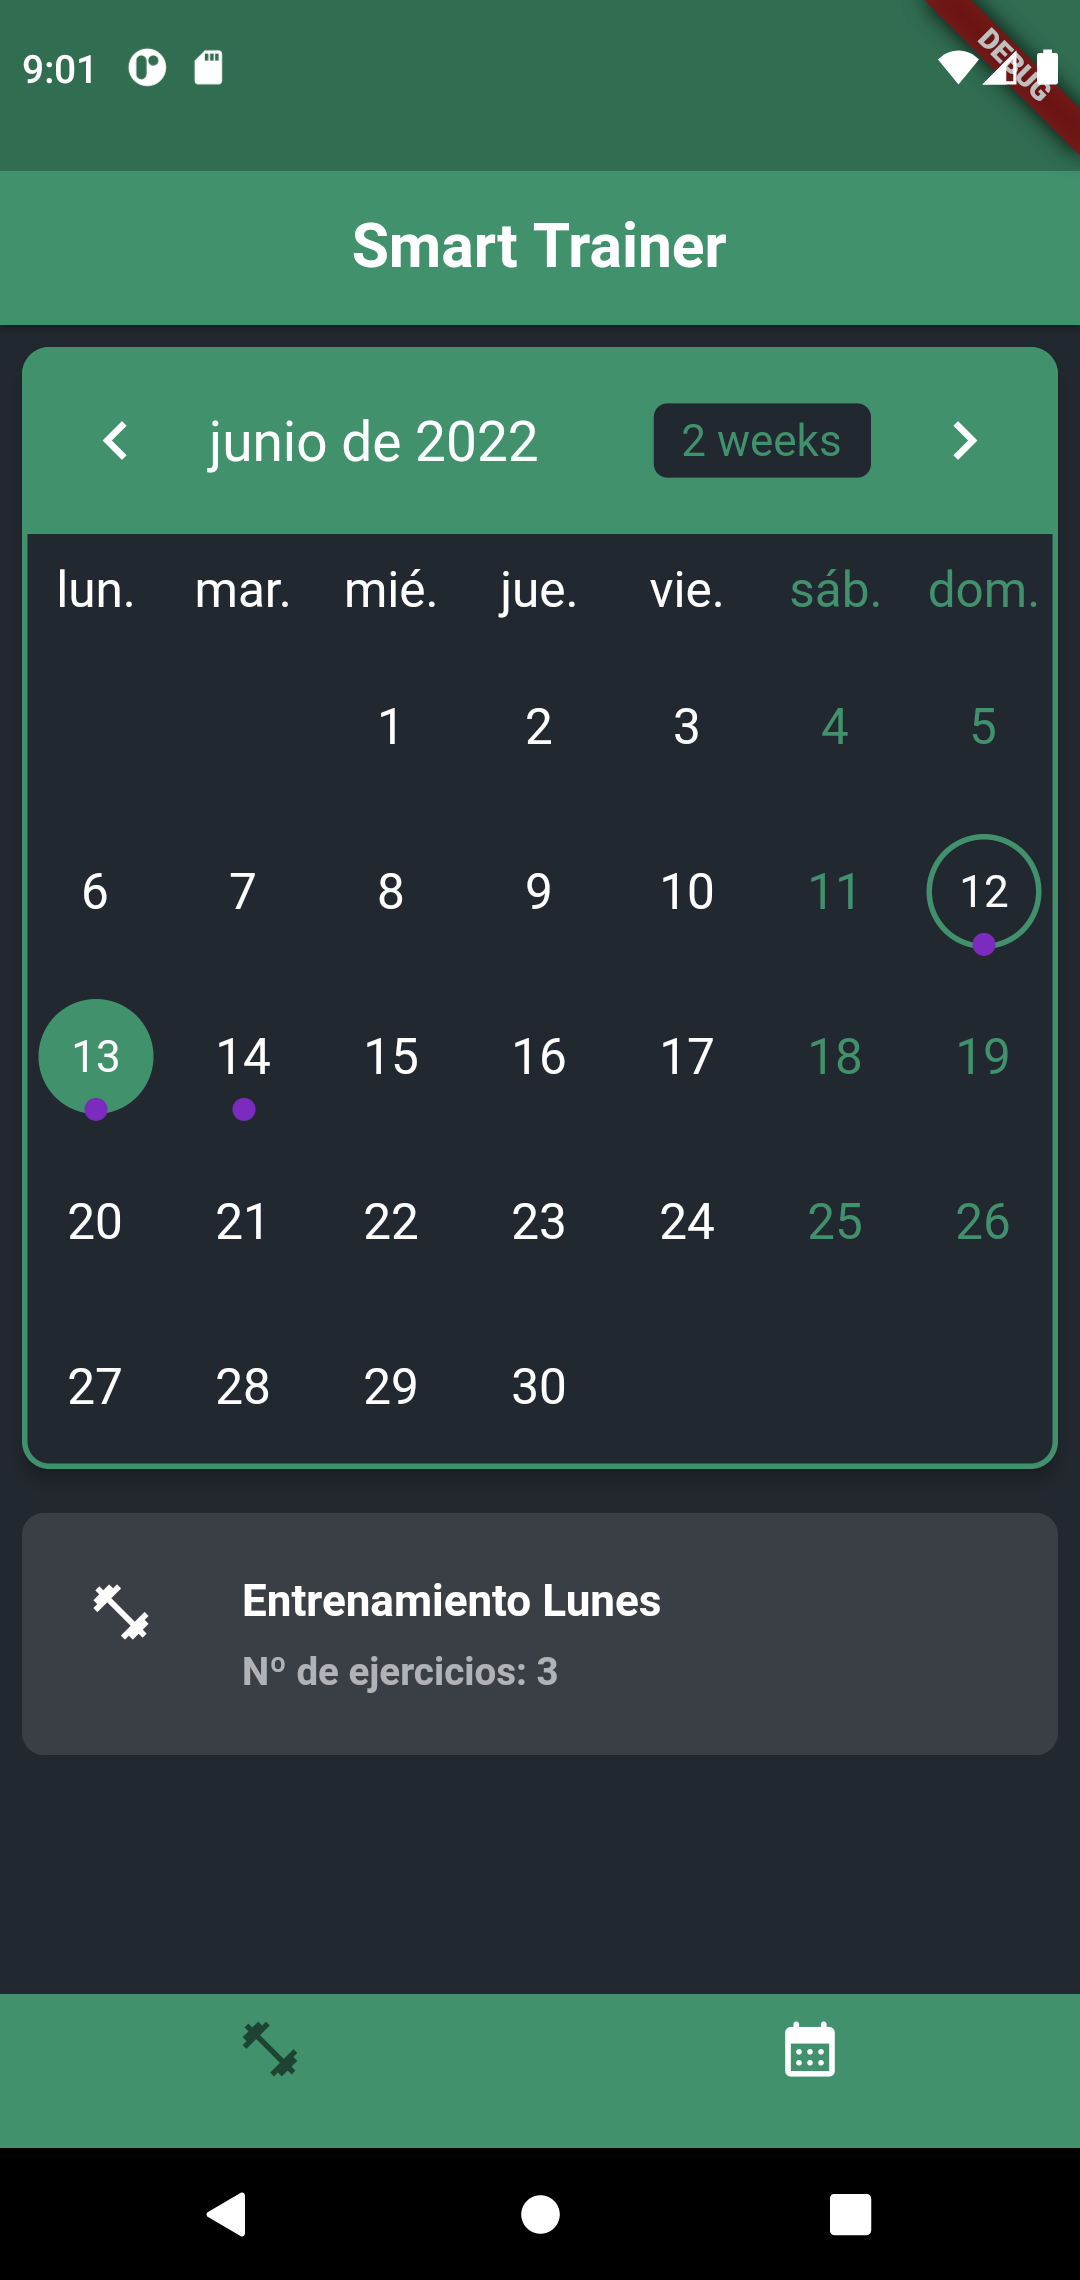 9:01
DEBUG
Smart Trainer
junio de 2022 2 weeks
lun. mar. mié. jue. vie. sáb. dom.
1 2 3 4 5
6 7 8 9 10 11 12
13 14 15 16 17 18 19
20 21 22 23 24 25 26
27 28 29 30
Entrenamiento Lunes
Nº de ejercicios: 3